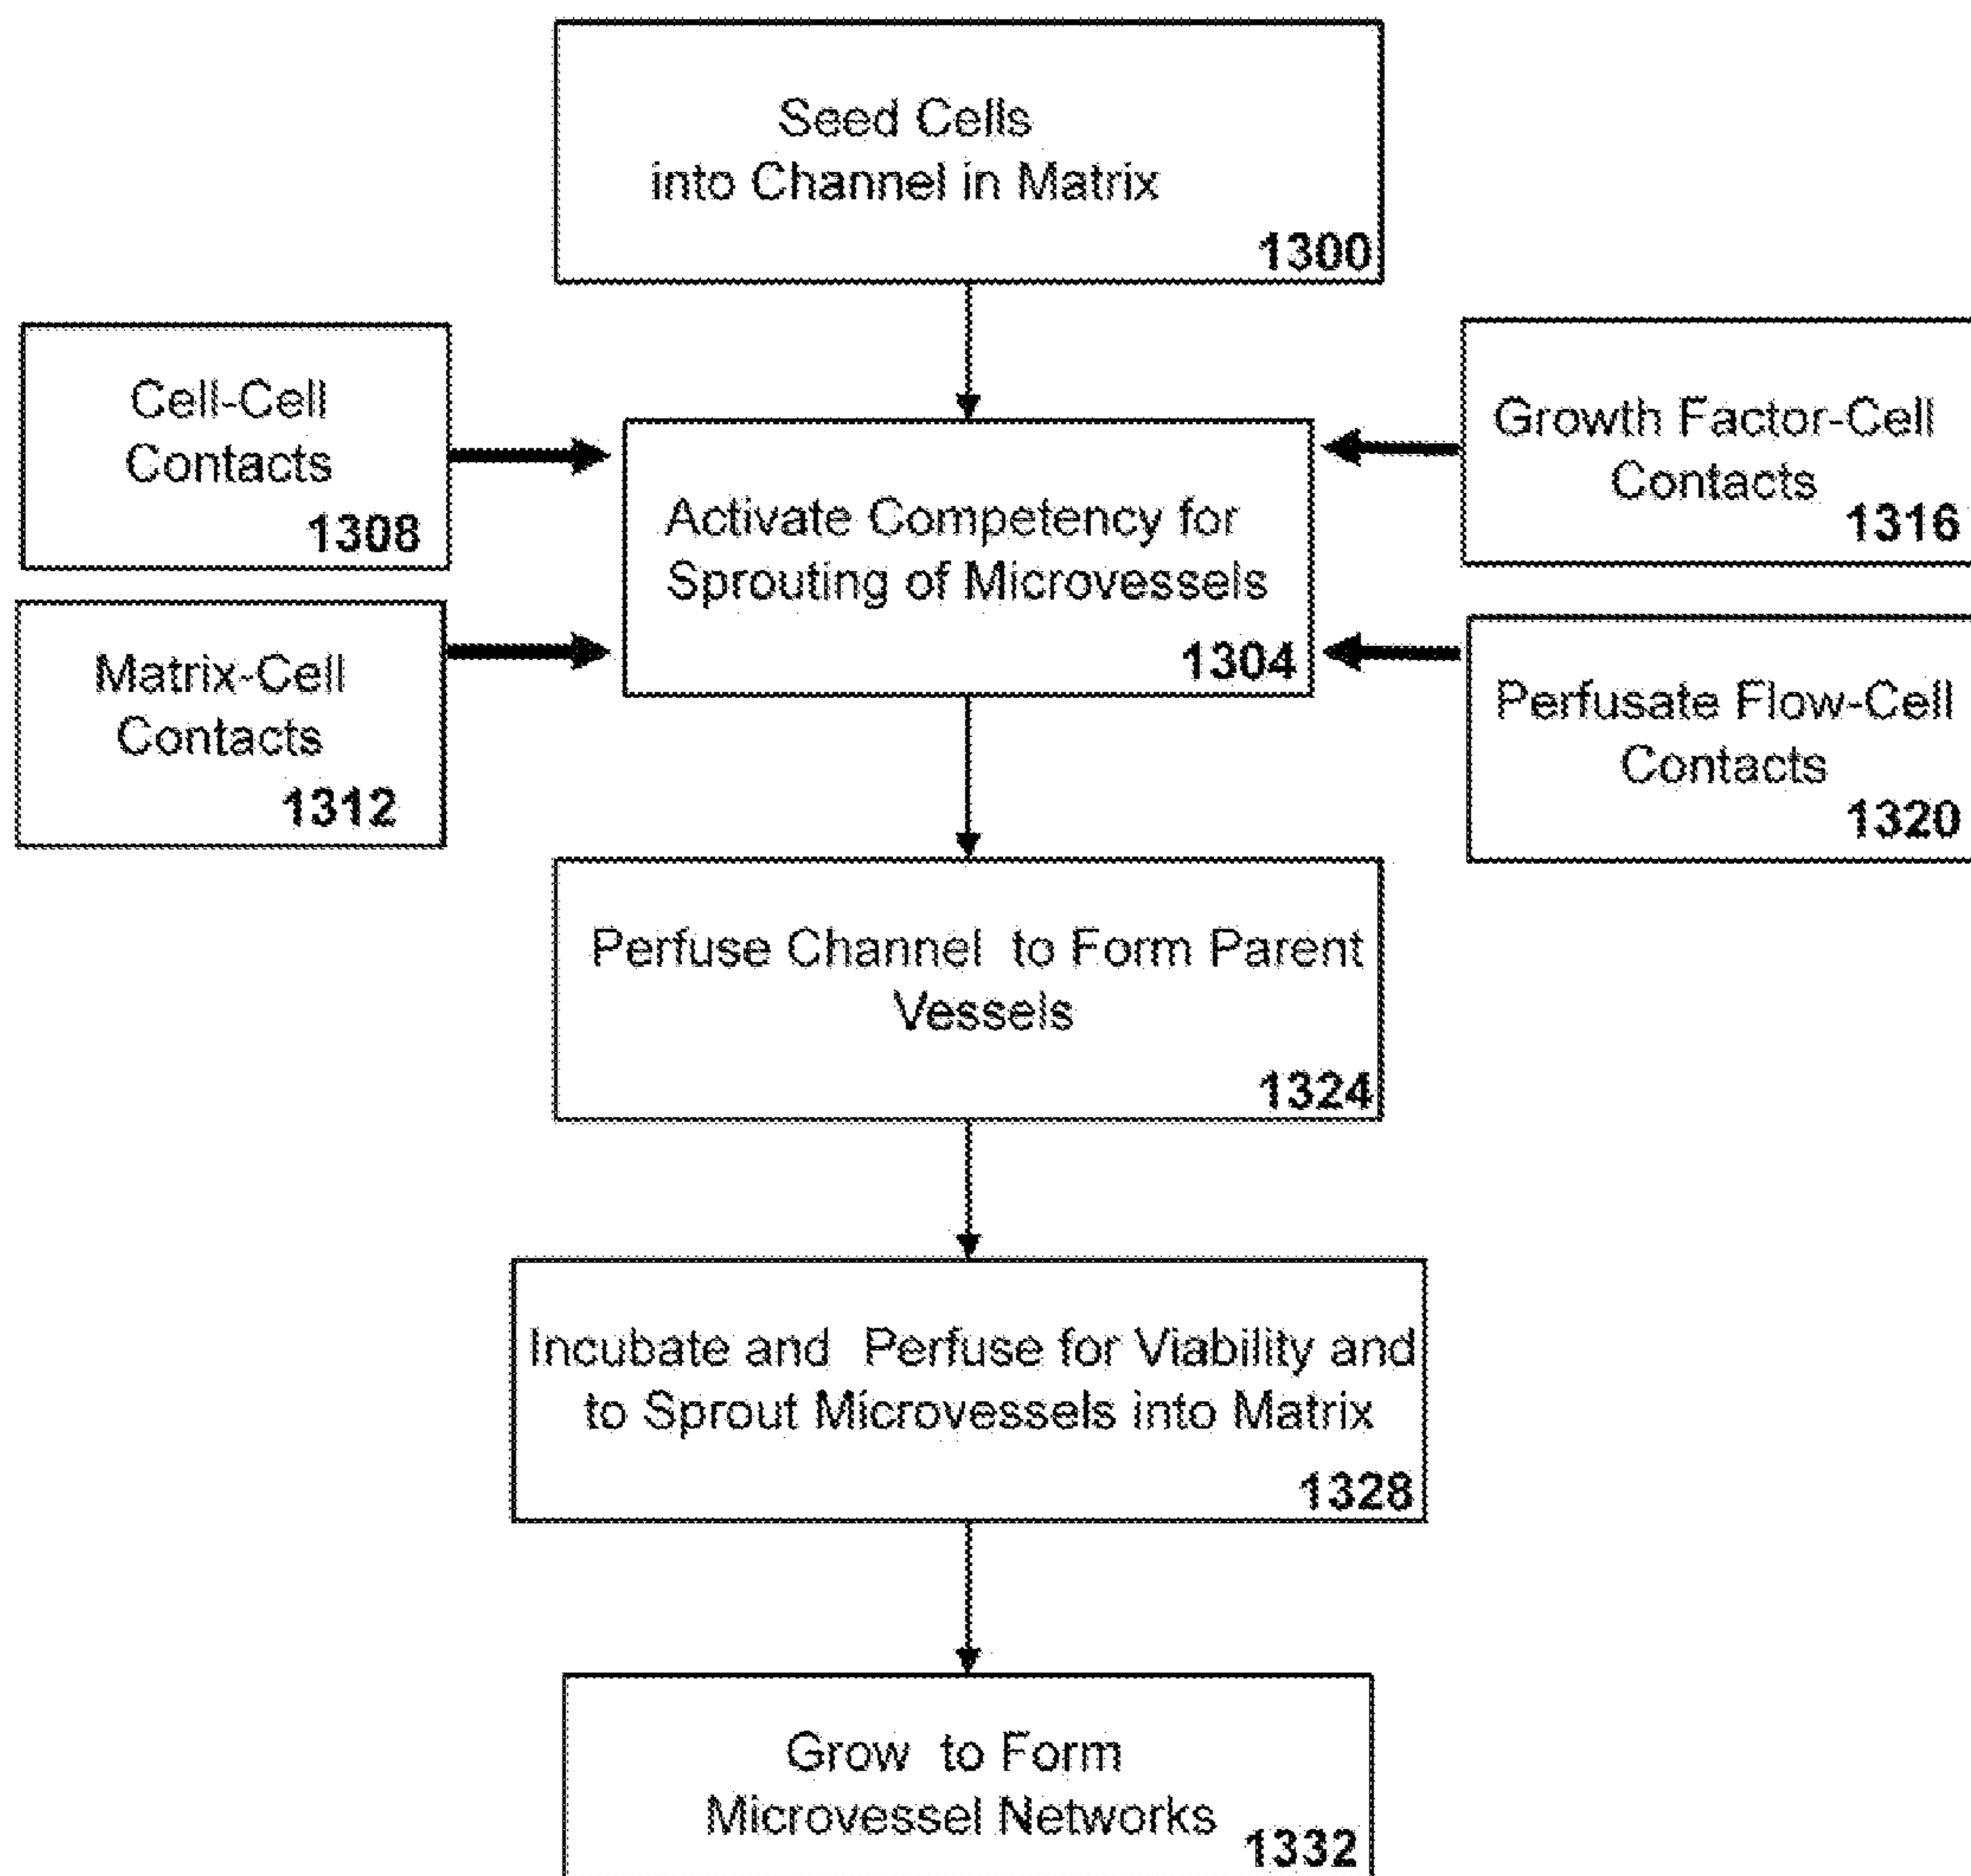 Seed Cells
into Channel in Matrix
1300
Cell-Cell
Contacts
1308
Growth Factor-Cell
Contacts
1316
Activate Competency for
Sprouting of Microvessels
1304
Matrix-Cell
Contacts
1312
Perfusate Flow-Cell
Contacts
1320
Perfuse Channel to Form Parent
Vessels
1324
Incubate and Perfuse for Viability and
to Sprout Microvessels into Matrix
1328
Grow to Form
Microvessel Networks
1332